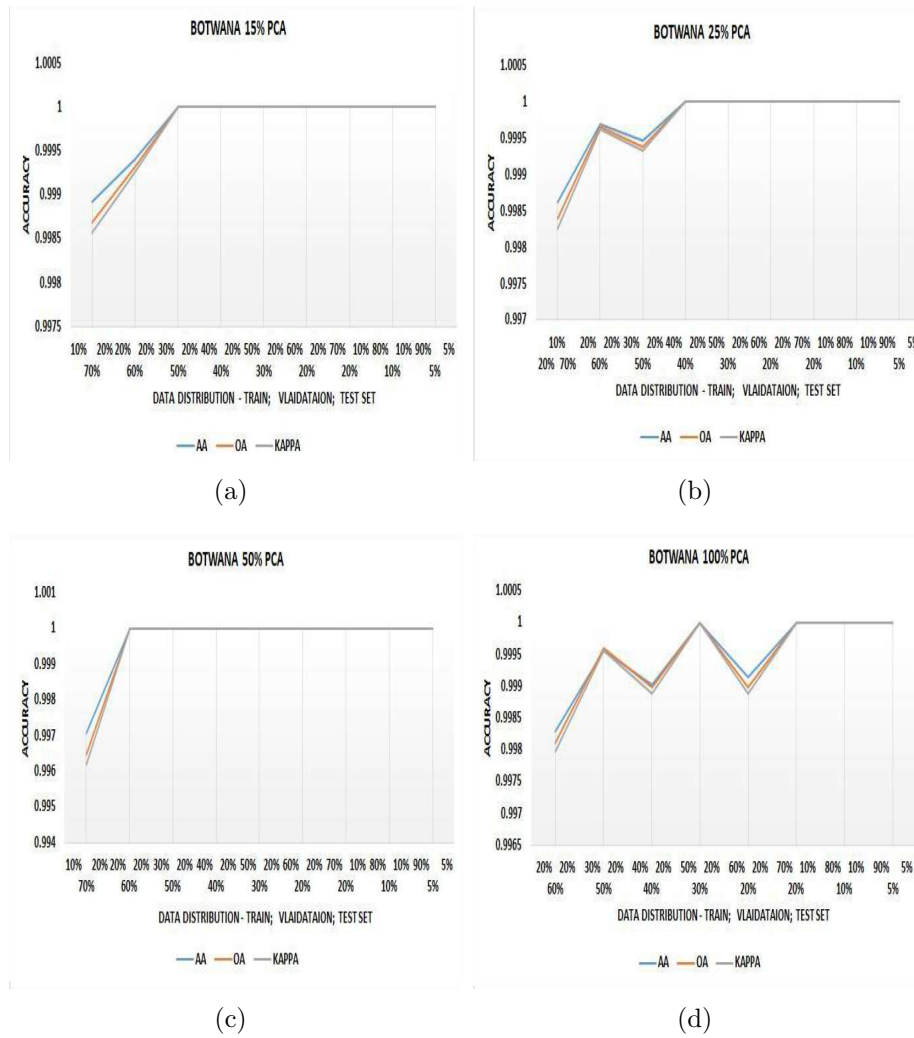 BOTWANA 15% PCA
1.0005
1
0.9995
0.999
0.9985
0.998
0.9975
ACCURACY
10% 20% 20% 20% 30% 20% 40% 20% 50% 20% 60% 20% 70% 10% 80% 10% 90% 5%
70% 60% 50% 40% 30% 20% 20% 10% 5%
DATA DISTRIBUTION - TRAIN; VLAIDATAION; TEST SET
AA OA KAPPA
(a)
BOTWANA 25% PCA
1.0005
1
0.9995
0.999
0.9985
0.998
0.9975
0.997
ACCURACY
10% 20% 20% 20% 30% 20% 40% 20% 50% 20% 60% 20% 70% 10% 80% 10% 90% 5%
20% 70% 60% 50% 40% 30% 20% 20% 10% 5%
DATA DISTRIBUTION - TRAIN; VLAIDATAION; TEST SET
AA OA KAPPA
(b)
BOTWANA 50% PCA
1.001
1
0.999
0.998
0.997
0.996
0.995
0.994
ACCURACY
10% 20% 20% 20% 30% 20% 40% 20% 50% 20% 60% 20% 70% 10% 80% 10% 90% 5%
70% 60% 50% 40% 30% 20% 20% 10% 5%
DATA DISTRIBUTION - TRAIN; VLAIDATAION; TEST SET
AA OA KAPPA
(c)
BOTWANA 100% PCA
1.0005
1
0.9995
0.999
0.9985
0.998
0.9975
0.997
0.9965
ACCURACY
20% 20% 30% 20% 40% 20% 50% 20% 60% 20% 70% 10% 80% 10% 90% 5%
60% 50% 40% 30% 20% 20% 10% 5%
DATA DISTRIBUTION - TRAIN; VLAIDATAION; TEST SET
AA OA KAPPA
(d)